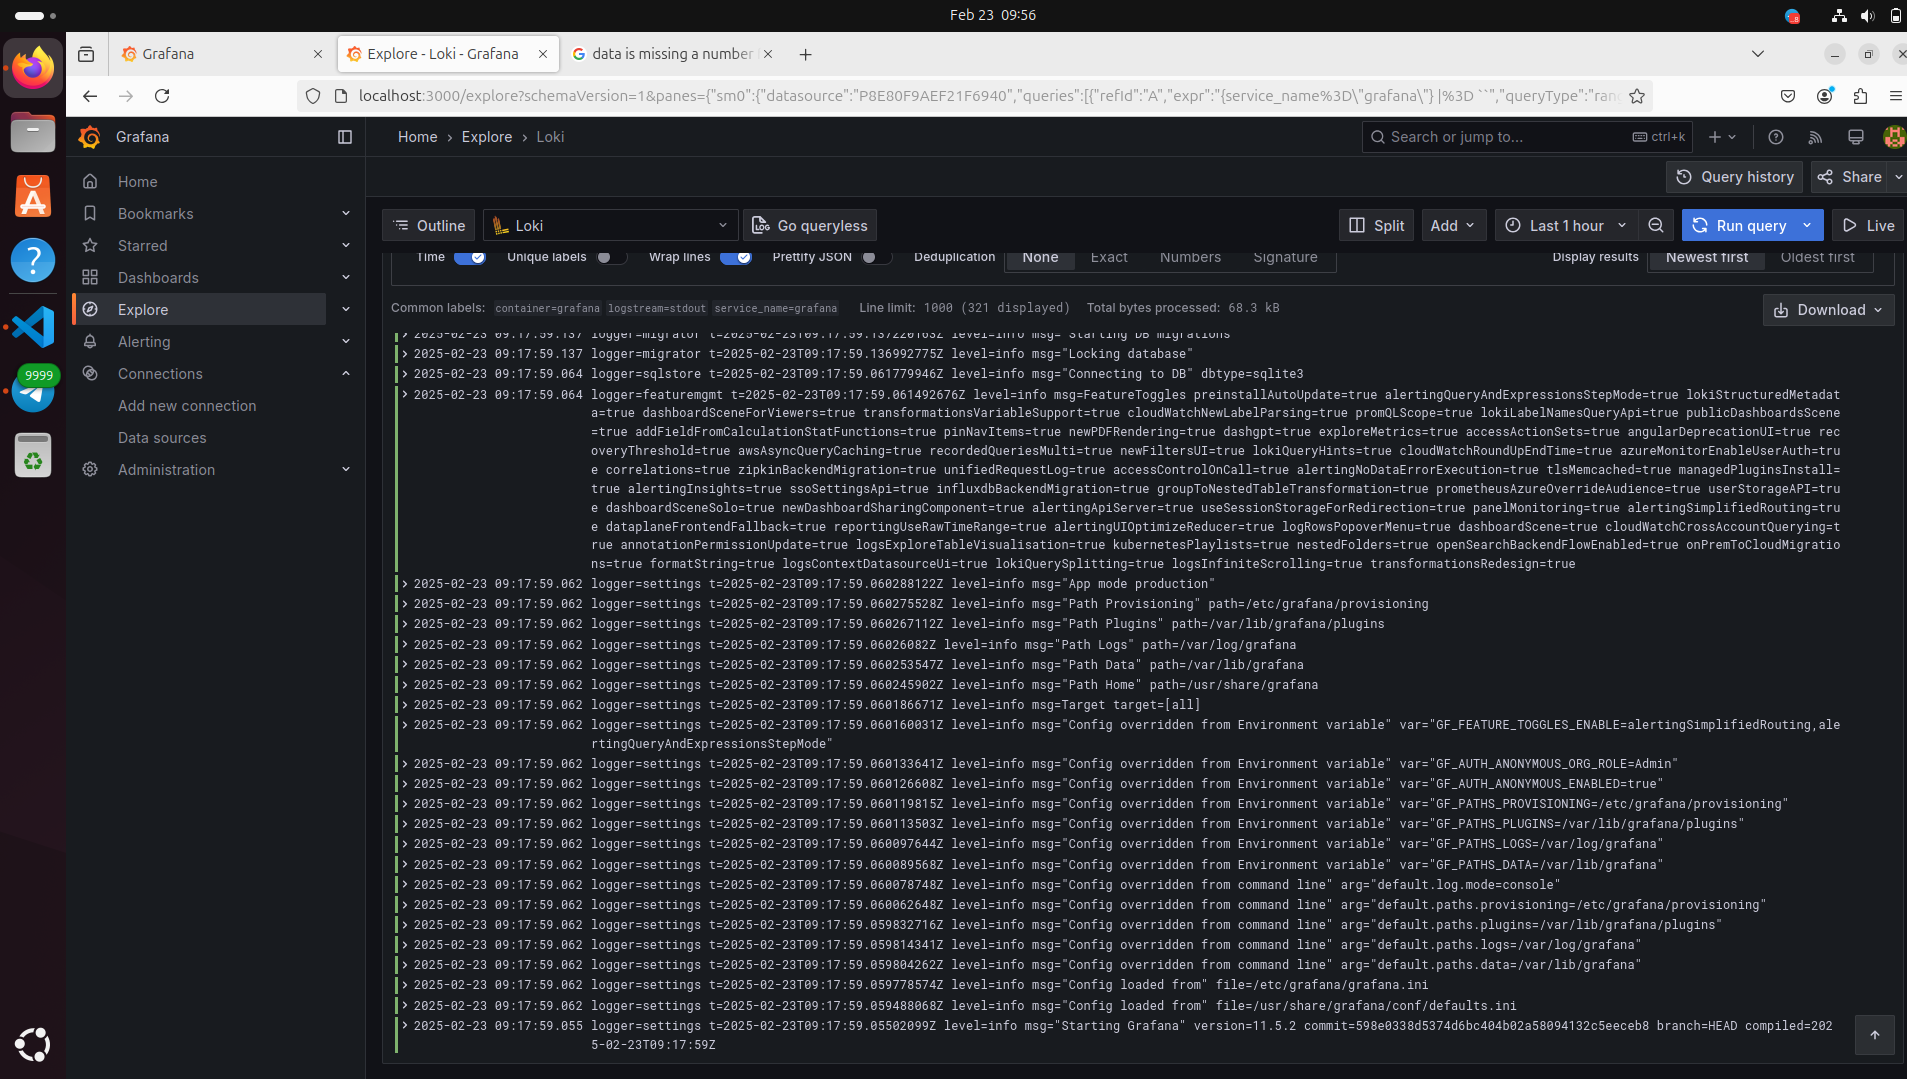 Feb 23 09:56
Grafana
Explore - Loki - Grafana
data is missing a number
localhost:3000/explore?schemaVersion=1&panes={"sm0":{"datasource":"P8E80F9AEF21F6940","queries":[{"refId":"A","expr":"{service_name%3D\"grafana\"} |%3D ``","queryType":"ran
Grafana
Home › Explore › Loki
Search or jump to...
ctrl+k
Home
Bookmarks
Starred
Dashboards
Explore
Alerting
Connections
Add new connection
Data sources
Administration
9999
Query history
Share
Outline
Loki
Go queryless
Split
Add
Last 1 hour
Run query
Live
Time
Unique labels
Wrap lines
Prettify JSON
Deduplication
None
Exact
Numbers
Signature
Display results
Newest first
Oldest first
Common labels: container=grafana logstream=stdout service_name=grafana Line limit: 1000 (321 displayed) Total bytes processed: 68.3 kB
Download
2025-02-23 09:17:59.137 logger=migrator t=2025-02-23T09:17:59.137220163Z level=info msg="Starting DB migrations"
2025-02-23 09:17:59.137 logger=migrator t=2025-02-23T09:17:59.136992775Z level=info msg="Locking database"
2025-02-23 09:17:59.064 logger=sqlstore t=2025-02-23T09:17:59.061779946Z level=info msg="Connecting to DB" dbtype=sqlite3
2025-02-23 09:17:59.064 logger=featuremgmt t=2025-02-23T09:17:59.061492676Z level=info msg=FeatureToggles preinstallAutoUpdate=true alertingQueryAndExpressionsStepMode=true lokiStructuredMetadat
a=true dashboardSceneForViewers=true transformationsVariableSupport=true cloudWatchNewLabelParsing=true promQLScope=true lokiLabelNamesQueryApi=true publicDashboardsScene
=true addFieldFromCalculationStatFunctions=true pinNavItems=true newPDFRendering=true dashgpt=true exploreMetrics=true accessActionSets=true angularDeprecationUI=true rec
overyThreshold=true awsAsyncQueryCaching=true recordedQueriesMulti=true newFiltersUI=true lokiQueryHints=true cloudWatchRoundUpEndTime=true azureMonitorEnableUserAuth=tru
e correlations=true zipkinBackendMigration=true unifiedRequestLog=true accessControlOnCall=true alertingNoDataErrorExecution=true tlsMemcached=true managedPluginsInstall=
true alertingInsights=true ssoSettingsApi=true influxdbBackendMigration=true groupToNestedTableTransformation=true prometheusAzureOverrideAudience=true userStorageAPI=tru
e dashboardSceneSolo=true newDashboardSharingComponent=true alertingApiServer=true useSessionStorageForRedirection=true panelMonitoring=true alertingSimplifiedRouting=tru
e dataplaneFrontendFallback=true reportingUseRawTimeRange=true alertingUIOptimizeReducer=true logRowsPopoverMenu=true dashboardScene=true cloudWatchCrossAccountQuerying=t
rue annotationPermissionUpdate=true logsExploreTableVisualisation=true kubernetesPlaylists=true nestedFolders=true openSearchBackendFlowEnabled=true onPremToCloudMigratio
ns=true formatString=true logsContextDatasourceUi=true lokiQuerySplitting=true logsInfiniteScrolling=true transformationsRedesign=true
2025-02-23 09:17:59.062 logger=settings t=2025-02-23T09:17:59.060288122Z level=info msg="App mode production"
2025-02-23 09:17:59.062 logger=settings t=2025-02-23T09:17:59.060275528Z level=info msg="Path Provisioning" path=/etc/grafana/provisioning
2025-02-23 09:17:59.062 logger=settings t=2025-02-23T09:17:59.060267112Z level=info msg="Path Plugins" path=/var/lib/grafana/plugins
2025-02-23 09:17:59.062 logger=settings t=2025-02-23T09:17:59.06026082Z level=info msg="Path Logs" path=/var/log/grafana
2025-02-23 09:17:59.062 logger=settings t=2025-02-23T09:17:59.060253547Z level=info msg="Path Data" path=/var/lib/grafana
2025-02-23 09:17:59.062 logger=settings t=2025-02-23T09:17:59.060245902Z level=info msg="Path Home" path=/usr/share/grafana
2025-02-23 09:17:59.062 logger=settings t=2025-02-23T09:17:59.060186671Z level=info msg=Target target=[all]
2025-02-23 09:17:59.062 logger=settings t=2025-02-23T09:17:59.060160031Z level=info msg="Config overridden from Environment variable" var="GF_FEATURE_TOGGLES_ENABLE=alertingSimplifiedRouting,ale
rtingQueryAndExpressionsStepMode"
2025-02-23 09:17:59.062 logger=settings t=2025-02-23T09:17:59.060133641Z level=info msg="Config overridden from Environment variable" var="GF_AUTH_ANONYMOUS_ORG_ROLE=Admin"
2025-02-23 09:17:59.062 logger=settings t=2025-02-23T09:17:59.060126608Z level=info msg="Config overridden from Environment variable" var="GF_AUTH_ANONYMOUS_ENABLED=true"
2025-02-23 09:17:59.062 logger=settings t=2025-02-23T09:17:59.060119815Z level=info msg="Config overridden from Environment variable" var="GF_PATHS_PROVISIONING=/etc/grafana/provisioning"
2025-02-23 09:17:59.062 logger=settings t=2025-02-23T09:17:59.060113503Z level=info msg="Config overridden from Environment variable" var="GF_PATHS_PLUGINS=/var/lib/grafana/plugins"
2025-02-23 09:17:59.062 logger=settings t=2025-02-23T09:17:59.060097644Z level=info msg="Config overridden from Environment variable" var="GF_PATHS_LOGS=/var/log/grafana"
2025-02-23 09:17:59.062 logger=settings t=2025-02-23T09:17:59.060089568Z level=info msg="Config overridden from Environment variable" var="GF_PATHS_DATA=/var/lib/grafana"
2025-02-23 09:17:59.062 logger=settings t=2025-02-23T09:17:59.060078748Z level=info msg="Config overridden from command line" arg="default.log.mode=console"
2025-02-23 09:17:59.062 logger=settings t=2025-02-23T09:17:59.060062648Z level=info msg="Config overridden from command line" arg="default.paths.provisioning=/etc/grafana/provisioning"
2025-02-23 09:17:59.062 logger=settings t=2025-02-23T09:17:59.059832716Z level=info msg="Config overridden from command line" arg="default.paths.plugins=/var/lib/grafana/plugins"
2025-02-23 09:17:59.062 logger=settings t=2025-02-23T09:17:59.059814341Z level=info msg="Config overridden from command line" arg="default.paths.logs=/var/log/grafana"
2025-02-23 09:17:59.062 logger=settings t=2025-02-23T09:17:59.059804262Z level=info msg="Config overridden from command line" arg="default.paths.data=/var/lib/grafana"
2025-02-23 09:17:59.062 logger=settings t=2025-02-23T09:17:59.059778574Z level=info msg="Config loaded from" file=/etc/grafana/grafana.ini
2025-02-23 09:17:59.062 logger=settings t=2025-02-23T09:17:59.059488068Z level=info msg="Config loaded from" file=/usr/share/grafana/conf/defaults.ini
2025-02-23 09:17:59.055 logger=settings t=2025-02-23T09:17:59.05502099Z level=info msg="Starting Grafana" version=11.5.2 commit=598e0338d5374d6bc404b02a58094132c5eeceb8 branch=HEAD compiled=202
5-02-23T09:17:59Z